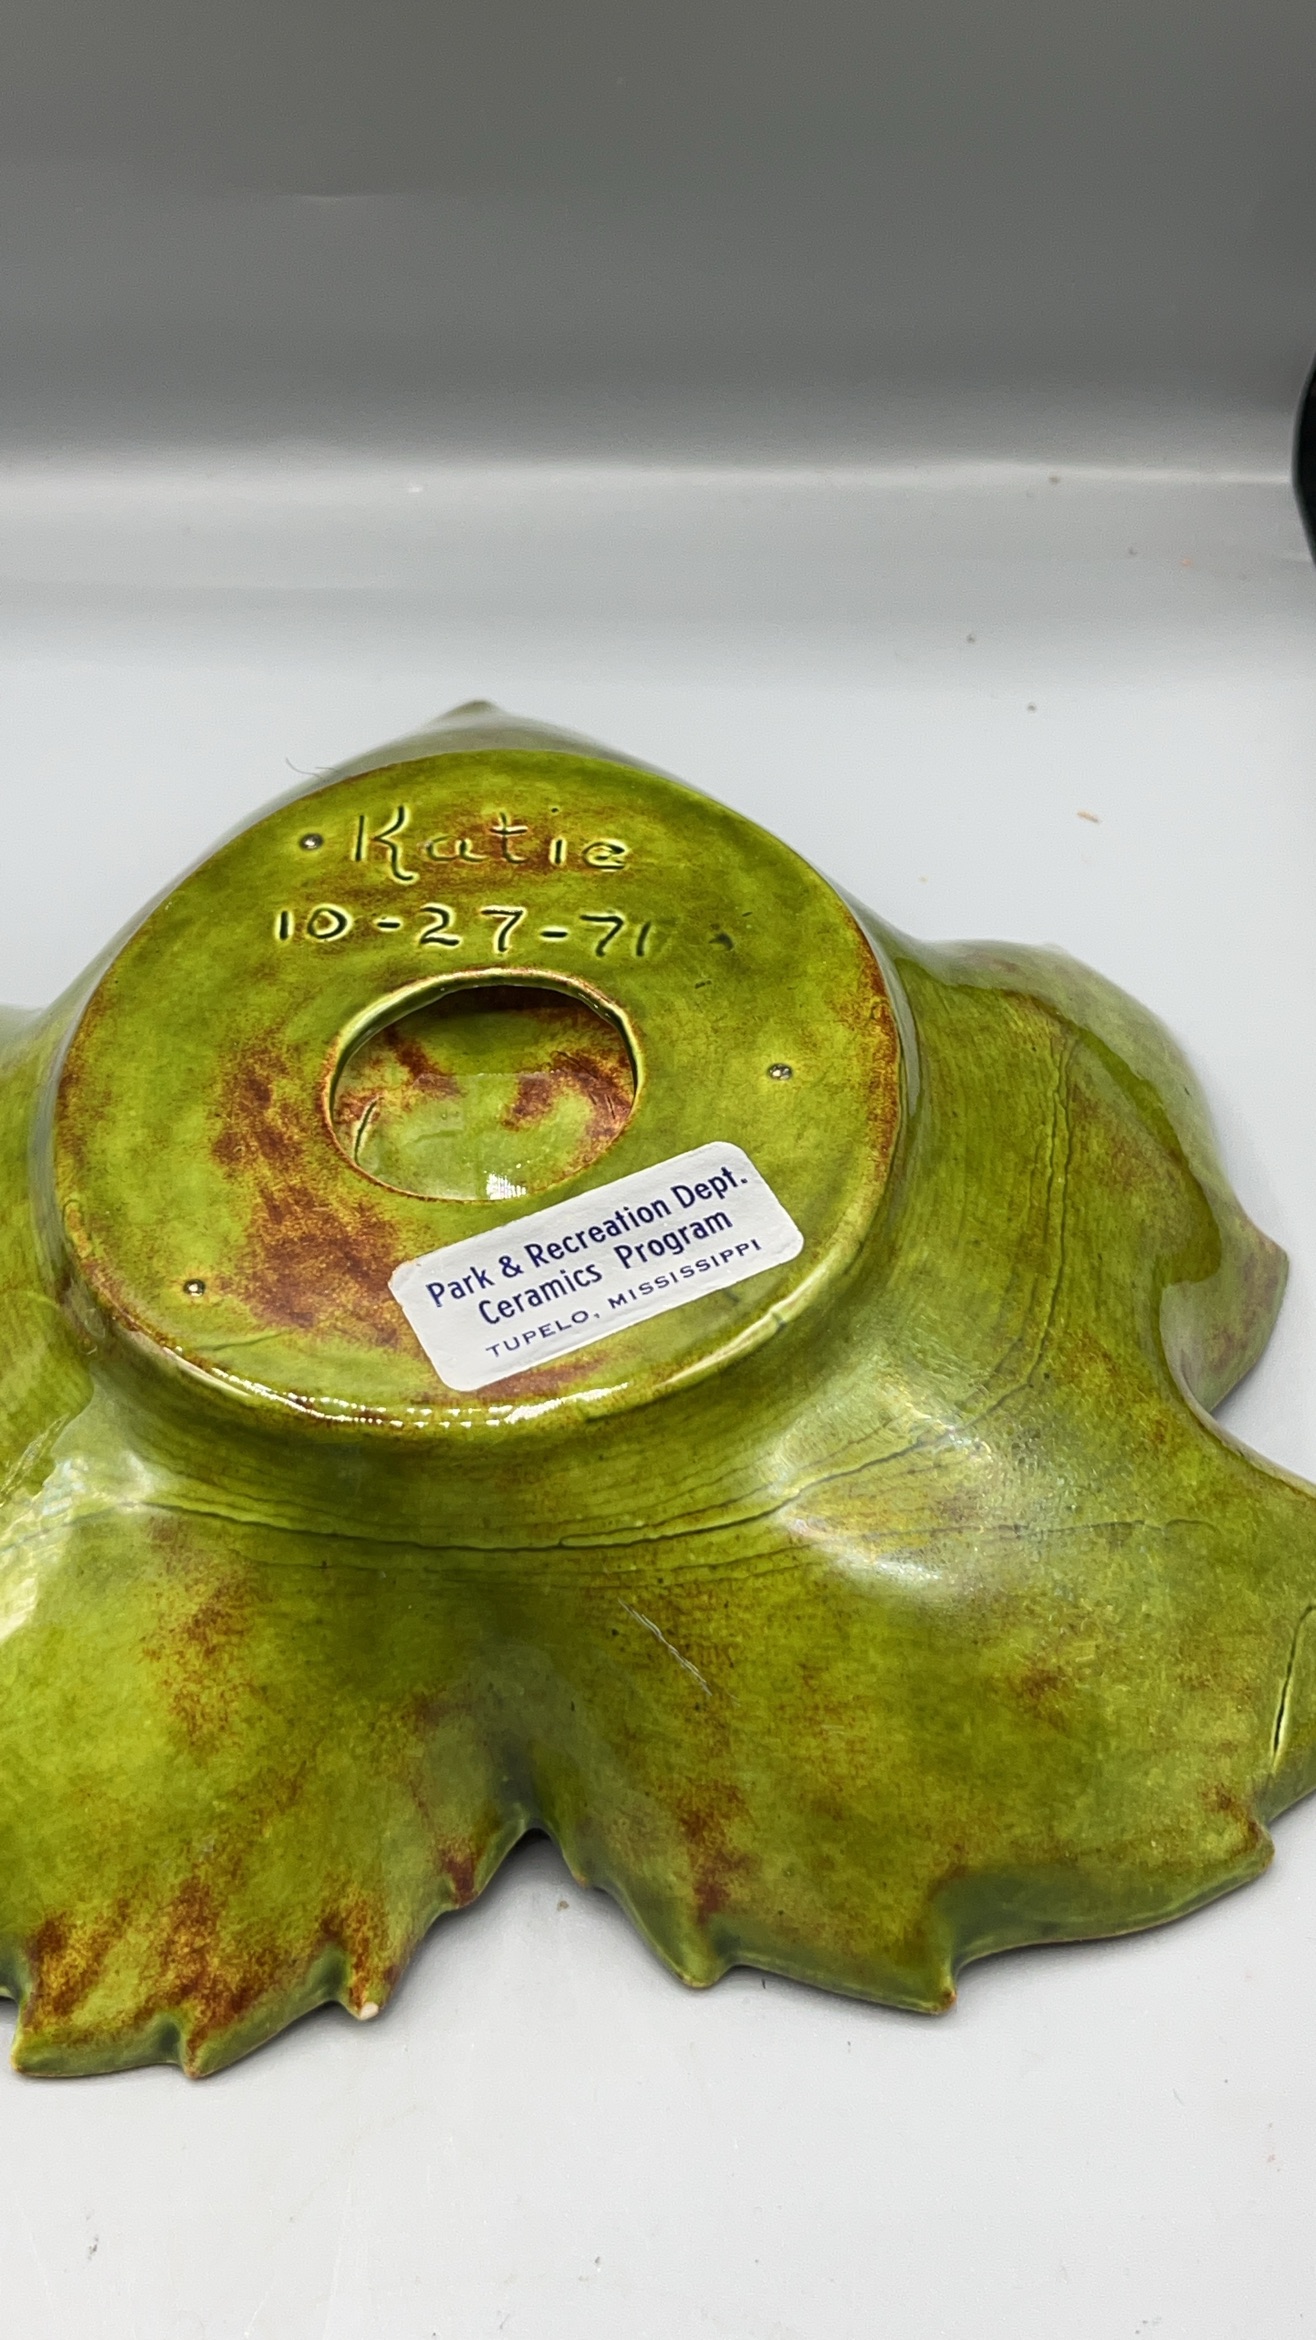 Katie
10-27-71
Park & Recreation Dept.
Ceramics Program
TUPELO, MISSISSIPPI